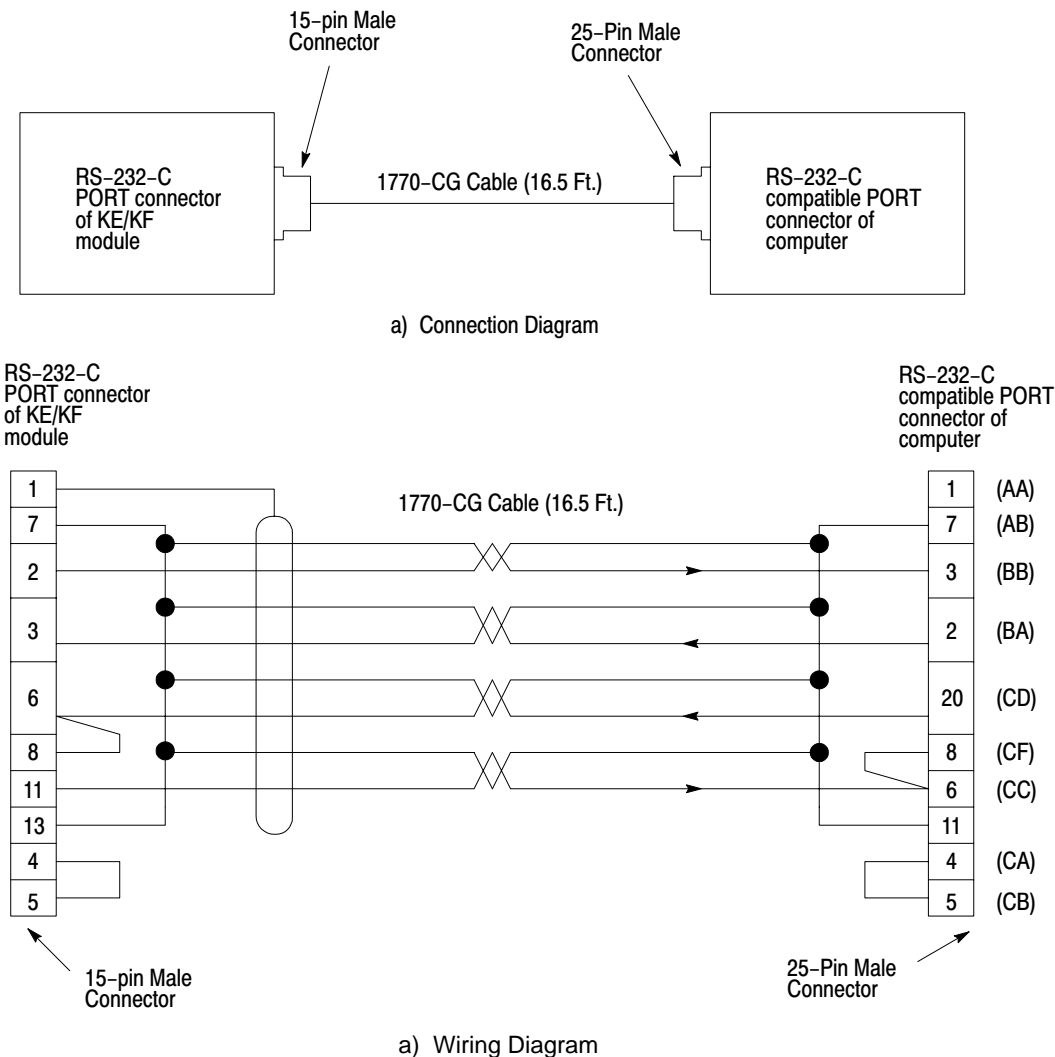 15–pin Male
Connector
25–Pin Male
Connector
RS–232–C
PORT connector
of KE/KF
module
1770–CG Cable (16.5 Ft.)
RS–232–C
compatible PORT
connector of
computer
a) Connection Diagram
RS–232–C
PORT connector
of KE/KF
module
RS–232–C
compatible PORT
connector of
computer
1770–CG Cable (16.5 Ft.)
1
7
2
3
6
8
11
13
4
5
1 (AA)
7 (AB)
3 (BB)
2 (BA)
20 (CD)
8 (CF)
6 (CC)
11
4 (CA)
5 (CB)
15–pin Male
Connector
25–Pin Male
Connector
a) Wiring Diagram